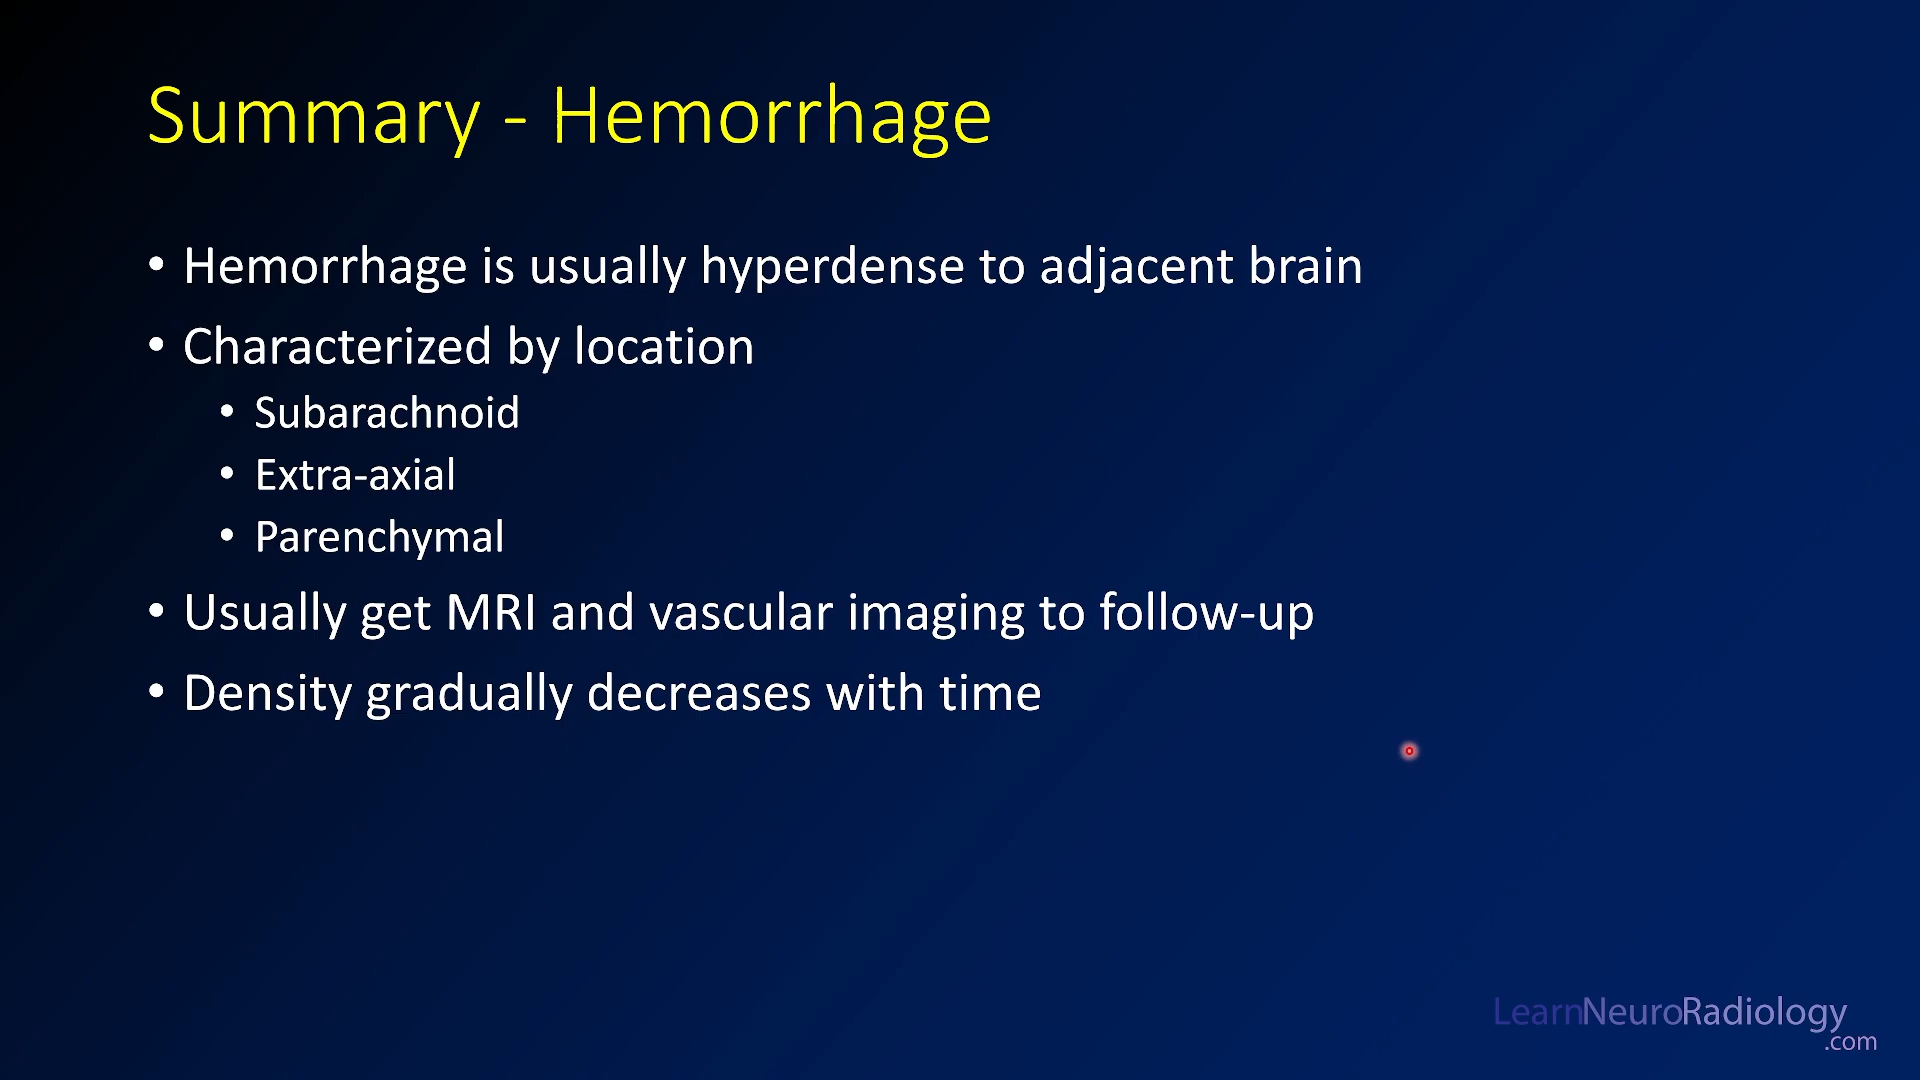 Summary - Hemorrhage
• Hemorrhage is usually hyperdense to adjacent brain
• Characterized by location
• Subarachnoid
• Extra-axial
• Parenchymal
• Usually get MRI and vascular imaging to follow-up
• Density gradually decreases with time
LearnNeuroRadiology
.com